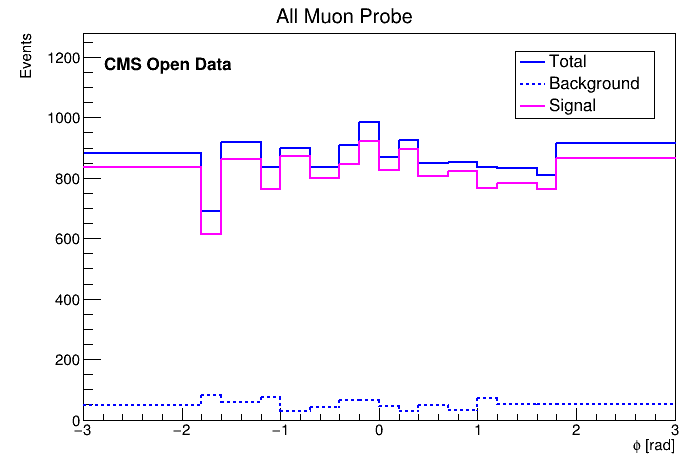 All Muon Probe
Events
CMS Open Data
Total
Background
Signal
1200
1000
800
600
400
200
0
−3
−2
−1
0
1
2
3
ϕ [rad]